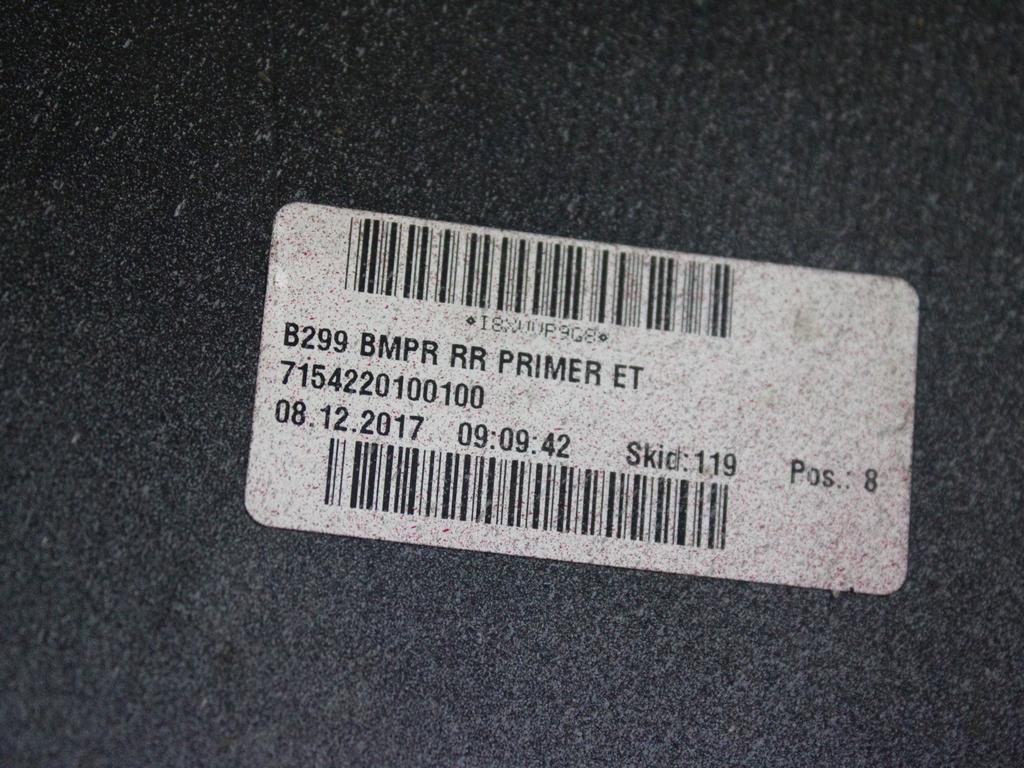 B299 BMPR RR PRIMER ET
7154220100100
08.12.2017 09:09:42 Skid: 119 Pos.: 8